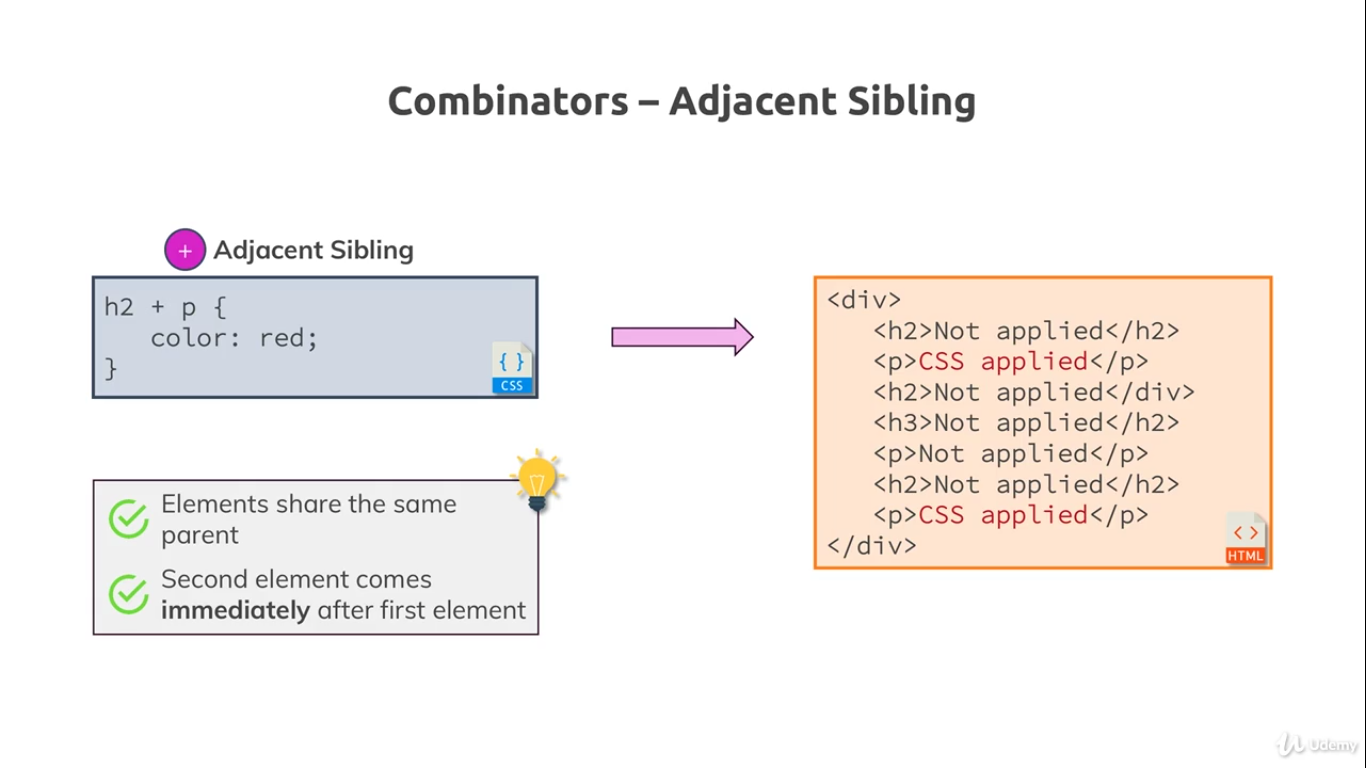 Combinators – Adjacent Sibling
+ Adjacent Sibling
h2 + p {
color: red;
}
{ }
CSS
Elements share the same
parent
Second element comes
immediately after first element
<div>
<h2>Not applied</h2>
<p>CSS applied</p>
<h2>Not applied</div>
<h3>Not applied</h2>
<p>Not applied</p>
<h2>Not applied</h2>
<p>CSS applied</p>
</div>
< >
HTML
Udemy